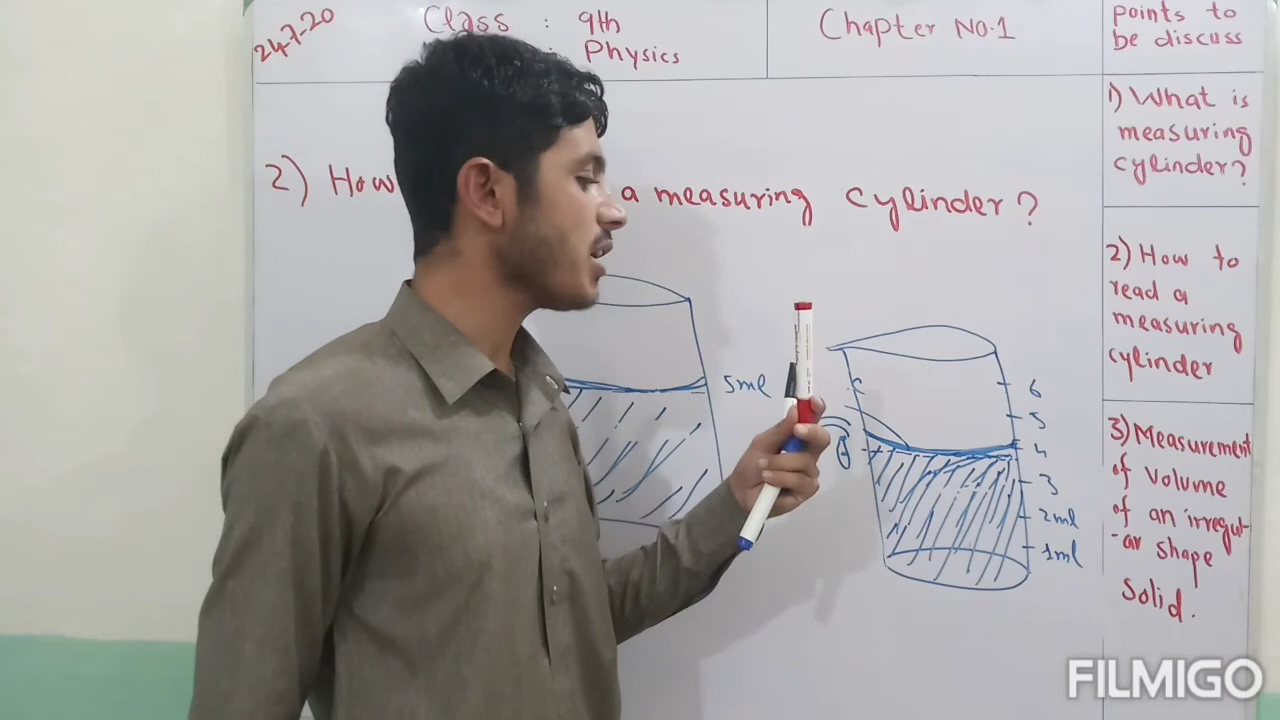 24-7-20
Class : 9th
: Physics
Chapter No.1
points to
be discuss
2) How a measuring cylinder?
1) What is
measuring
cylinder?
2) How to
read a
measuring
cylinder
3) Measurement
of volume
of an irregul
-ar shape
solid.
5ml
6
5
4
3
2ml
1ml
FILMIGO